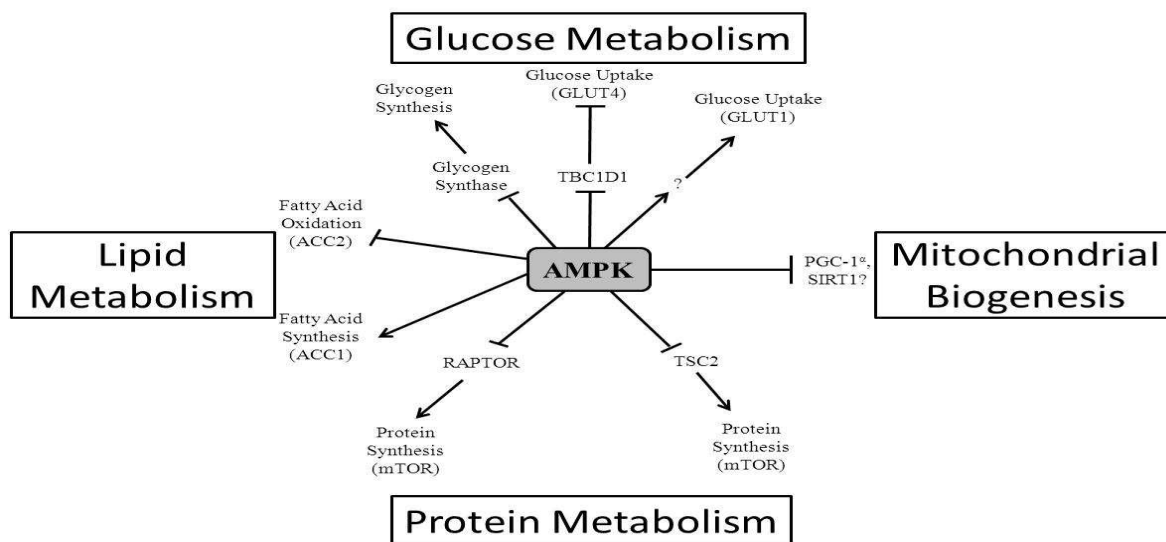 Glucose Metabolism
Glucose Uptake
(GLUT4)
Glycogen
Synthesis
Glucose Uptake
(GLUT1)
Glycogen
Synthase
TBC1D1
?
Fatty Acid
Oxidation
(ACC2)
Lipid
Metabolism
AMPK
PGC-1α,
SIRT1?
Mitochondrial
Biogenesis
Fatty Acid
Synthesis
(ACC1)
RAPTOR
TSC2
Protein
Synthesis
(mTOR)
Protein
Synthesis
(mTOR)
Protein Metabolism